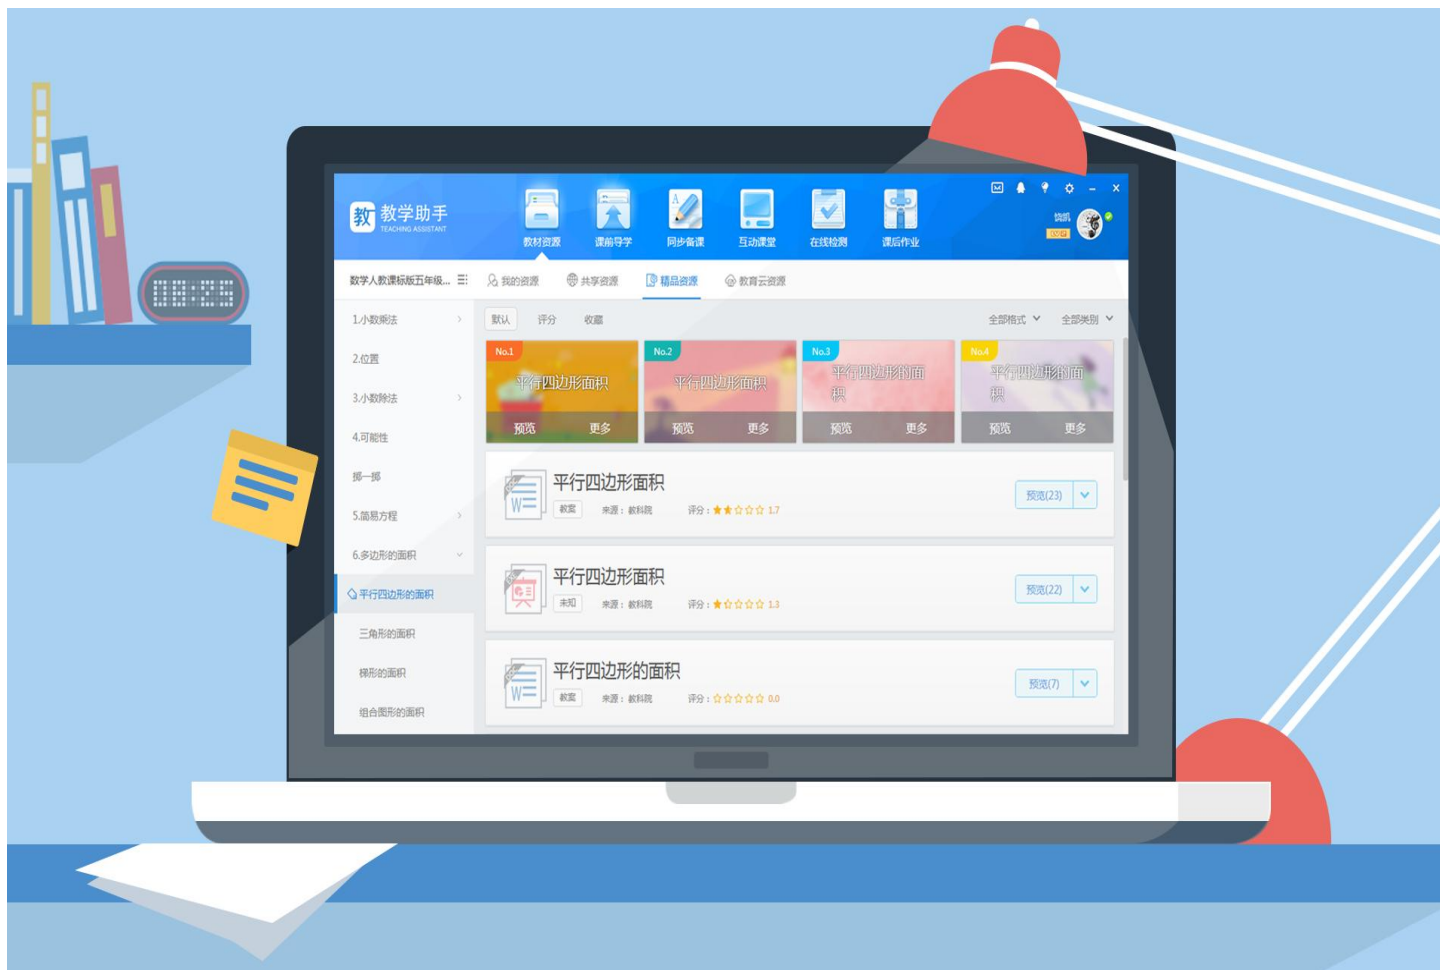 08:25
教 教学助手
TEACHING ASSISTANT
教材资源 课前导学 同步备课 互动课堂 在线检测 课后作业
数学人教课标版五年级...
我的资源 共享资源 精品资源 教育云资源
1.小数乘法
2.位置
3.小数除法
4.可能性
掷一掷
5.简易方程
6.多边形的面积
平行四边形的面积
三角形的面积
梯形的面积
组合图形的面积
默认 评分 收藏 全部格式 全部类别
No.1
平行四边形面积
预览 更多
No.2
平行四边形面积
预览 更多
No.3
平行四边形的面
积
预览 更多
No.4
平行四边形的面
积
预览 更多
平行四边形面积
教案 来源：教科院 评分： 1.7
预览(23)
平行四边形面积
未知 来源：教科院 评分： 1.3
预览(22)
平行四边形的面积
教案 来源：教科院 评分： 0.0
预览(7)